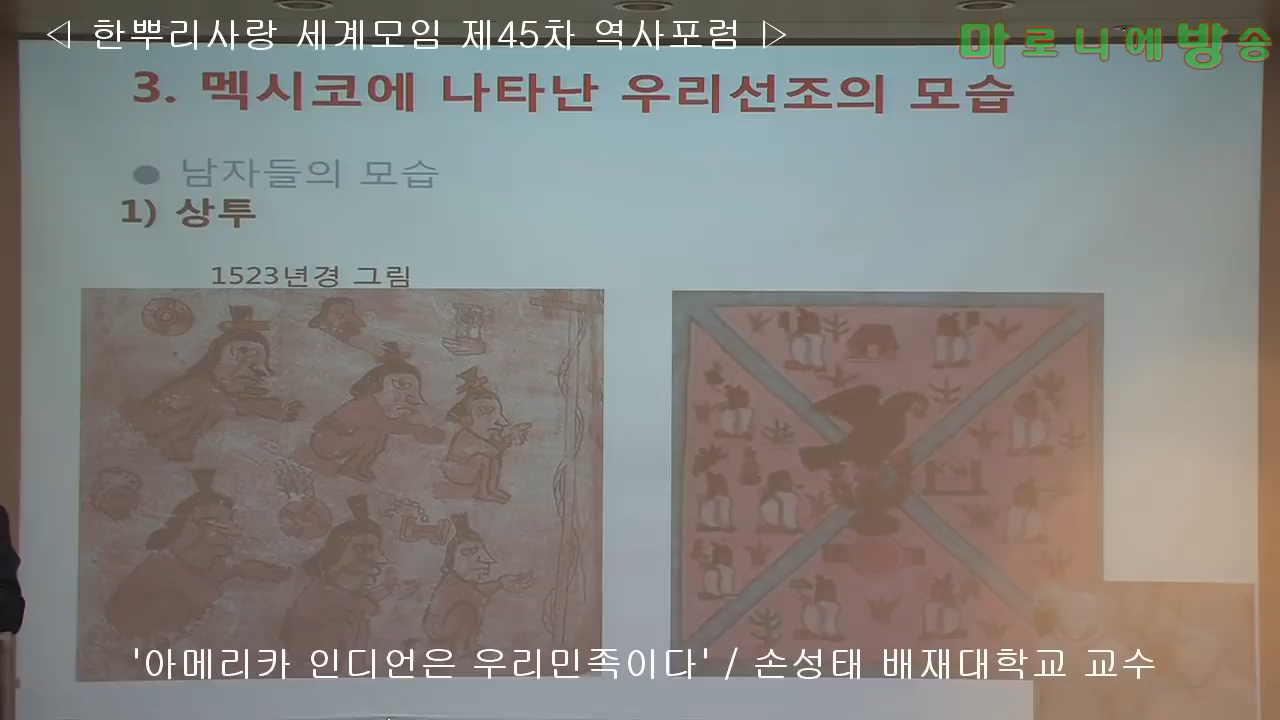 ◁ 한뿌리사랑 세계모임 제45차 역사포럼 ▷
마로니에방송
3. 멕시코에 나타난 우리선조의 모습
● 남자들의 모습
1) 상투
1523년경 그림
'아메리카 인디언은 우리민족이다' / 손성태 배재대학교 교수